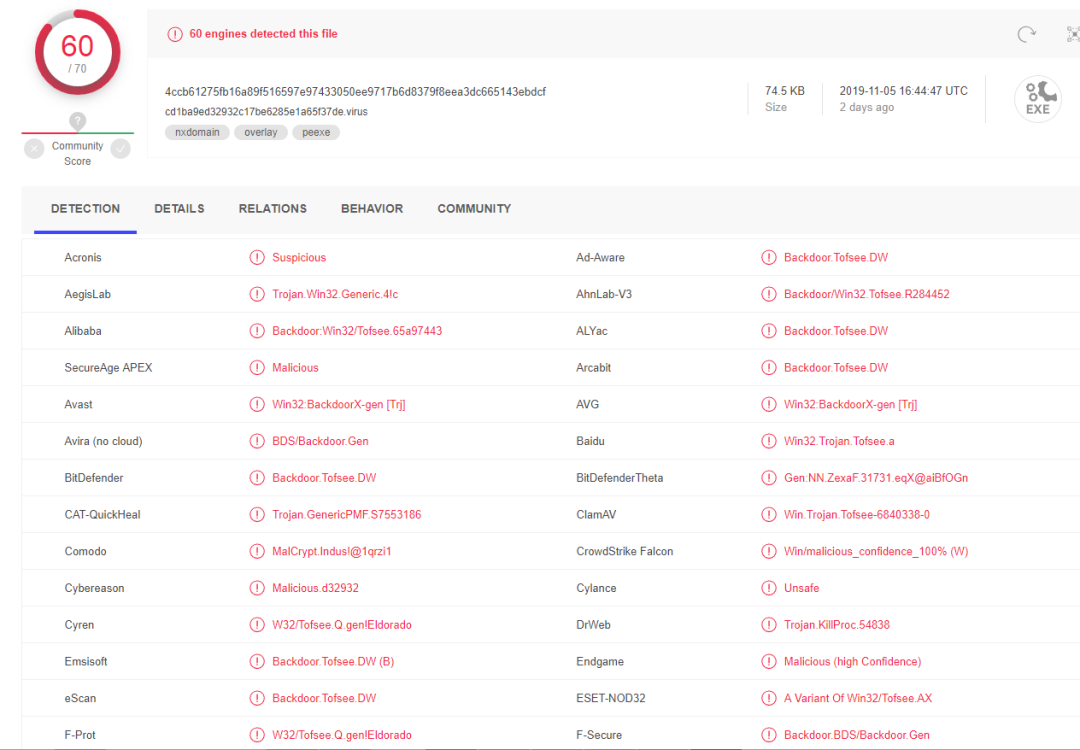 60
/ 70
?
Community
Score
60 engines detected this file
4ccb61275fb16a89f516597e97433050ee9717b6d8379f8eea3dc665143ebdcf
cd1ba9ed32932c17be6285e1a65f37de.virus
nxdomain overlay peexe
74.5 KB
Size
2019-11-05 16:44:47 UTC
2 days ago
EXE
DETECTION DETAILS RELATIONS BEHAVIOR COMMUNITY
Acronis Suspicious Ad-Aware Backdoor.Tofsee.DW
AegisLab Trojan.Win32.Generic.4!c AhnLab-V3 Backdoor/Win32.Tofsee.R284452
Alibaba Backdoor:Win32/Tofsee.65a97443 ALYac Backdoor.Tofsee.DW
SecureAge APEX Malicious Arcabit Backdoor.Tofsee.DW
Avast Win32:BackdoorX-gen [Trj] AVG Win32:BackdoorX-gen [Trj]
Avira (no cloud) BDS/Backdoor.Gen Baidu Win32.Trojan.Tofsee.a
BitDefender Backdoor.Tofsee.DW BitDefenderTheta Gen:NN.ZexaF.31731.eqX@aiBfOGn
CAT-QuickHeal Trojan.GenericPMF.S7553186 ClamAV Win.Trojan.Tofsee-6840338-0
Comodo MalCrypt.Indus!@1qrzi1 CrowdStrike Falcon Win/malicious_confidence_100% (W)
Cybereason Malicious.d32932 Cylance Unsafe
Cyren W32/Tofsee.Q.gen!Eldorado DrWeb Trojan.KillProc.54838
Emsisoft Backdoor.Tofsee.DW (B) Endgame Malicious (high Confidence)
eScan Backdoor.Tofsee.DW ESET-NOD32 A Variant Of Win32/Tofsee.AX
F-Prot W32/Tofsee.Q.gen!Eldorado F-Secure Backdoor.BDS/Backdoor.Gen